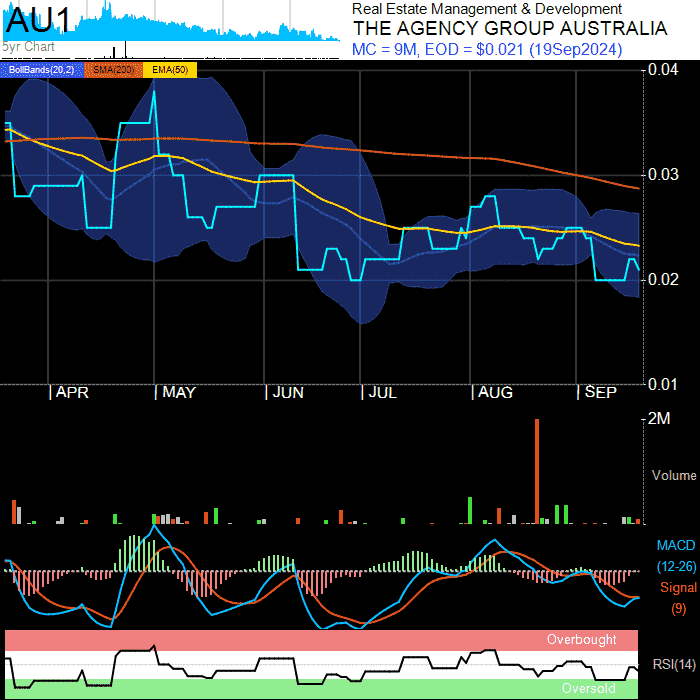 AU1
5yr Chart
Real Estate Management & Development
THE AGENCY GROUP AUSTRALIA
MC = 9M, EOD = $0.021 (19Sep2024)
BollBands(20,2) SMA(200) EMA(50)
0.04
0.03
0.02
0.01
APR MAY JUN JUL AUG SEP
2M
Volume
MACD
(12-26)
Signal
(9)
Overbought
RSI(14)
Oversold